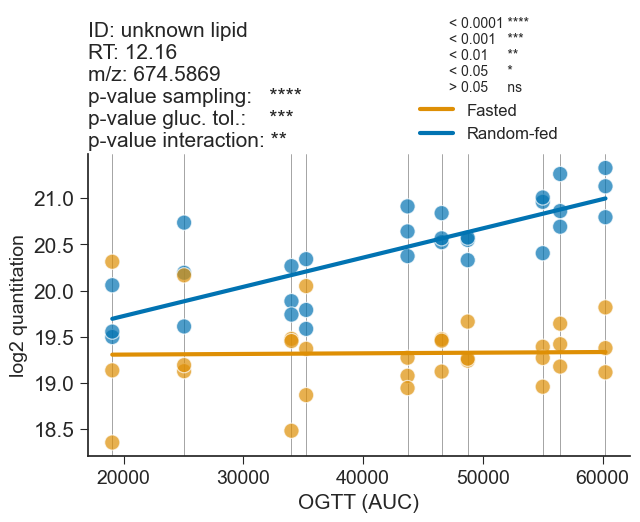 ID: unknown lipid
RT: 12.16
m/z: 674.5869
p-value sampling: ****
p-value gluc. tol.: ***
p-value interaction: **
< 0.0001 ****
< 0.001 ***
< 0.01 **
< 0.05 *
> 0.05 ns
Fasted
Random-fed
log2 quantitation
21.0
20.5
20.0
19.5
19.0
18.5
20000 30000 40000 50000 60000
OGTT (AUC)